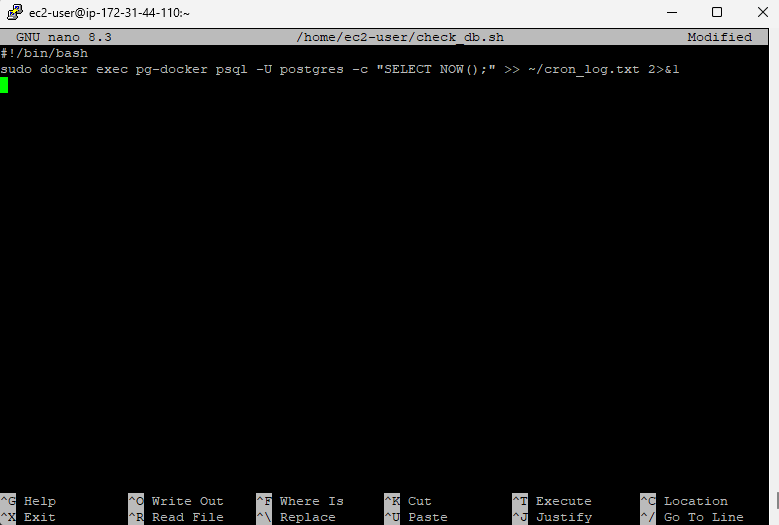 ec2-user@ip-172-31-44-110:~
GNU nano 8.3 /home/ec2-user/check_db.sh Modified
#!/bin/bash
sudo docker exec pg-docker psql -U postgres -c "SELECT NOW();" >> ~/cron_log.txt 2>&1
^G Help ^O Write Out ^F Where Is ^K Cut ^T Execute ^C Location
^X Exit ^R Read File ^\ Replace ^U Paste ^J Justify ^/ Go To Line